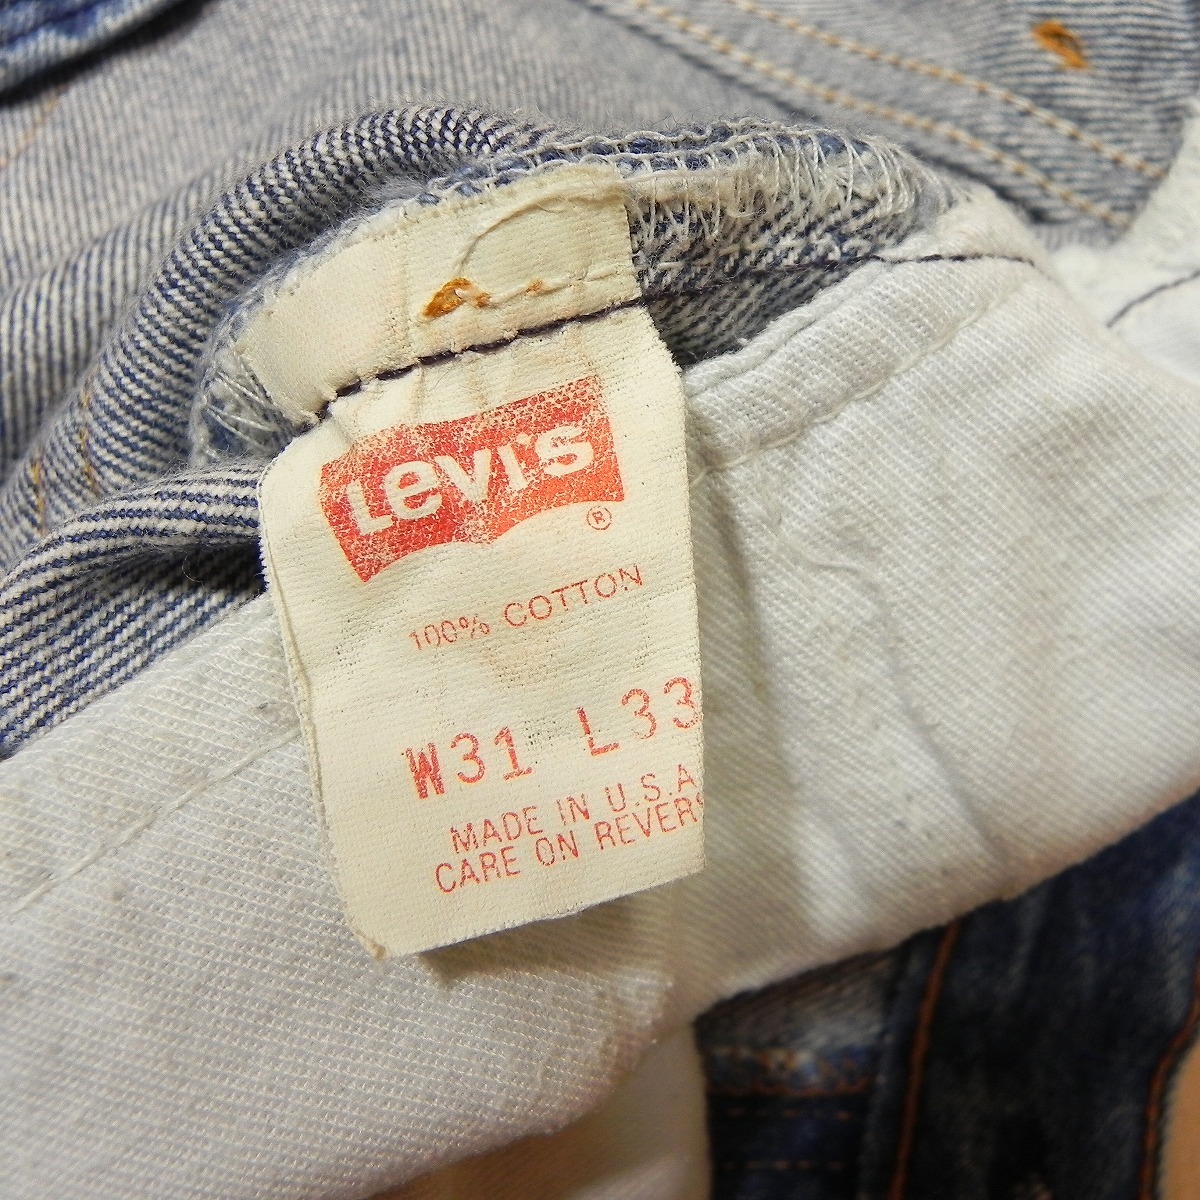 Levi's ®
100% COTTON
W31 L33
MADE IN U.S.A
CARE ON REVERS